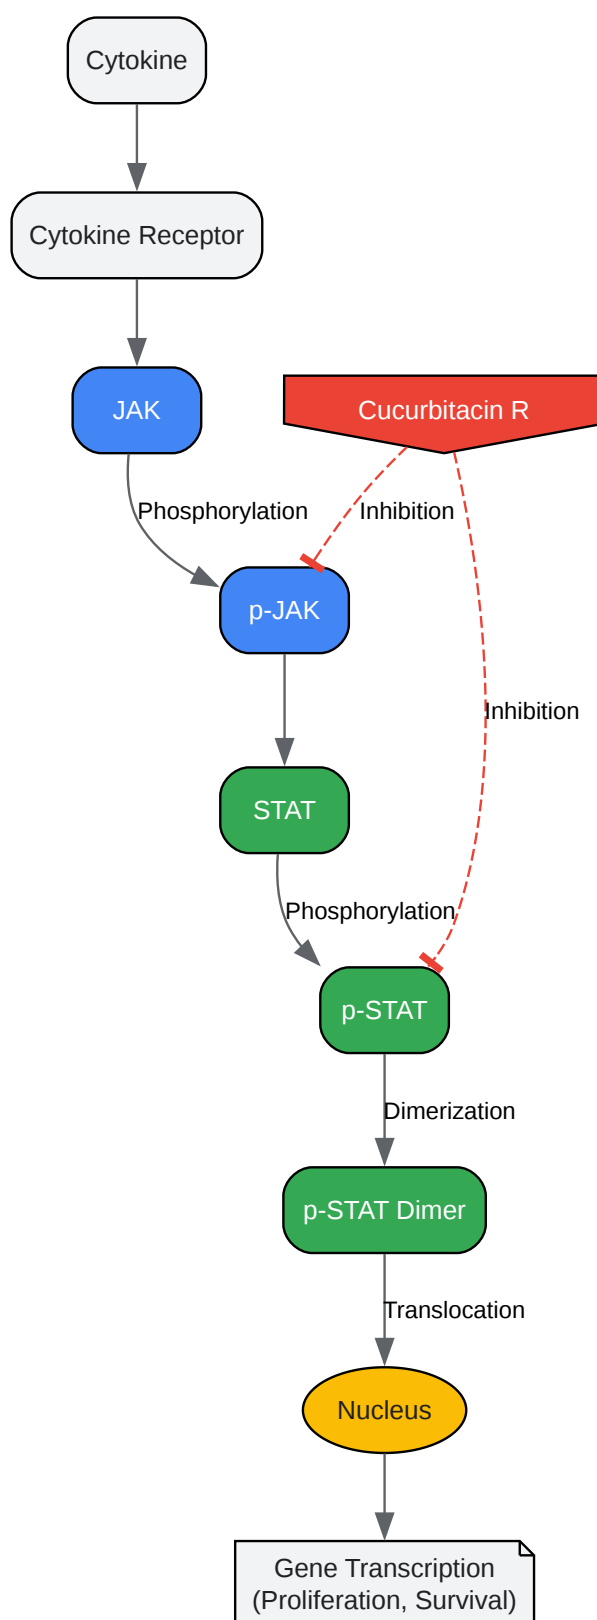 Cytokine
Cytokine Receptor
JAK
Cucurbitacin R
Phosphorylation
Inhibition
p-JAK
Inhibition
STAT
Phosphorylation
p-STAT
Dimerization
p-STAT Dimer
Translocation
Nucleus
Gene Transcription
(Proliferation, Survival)